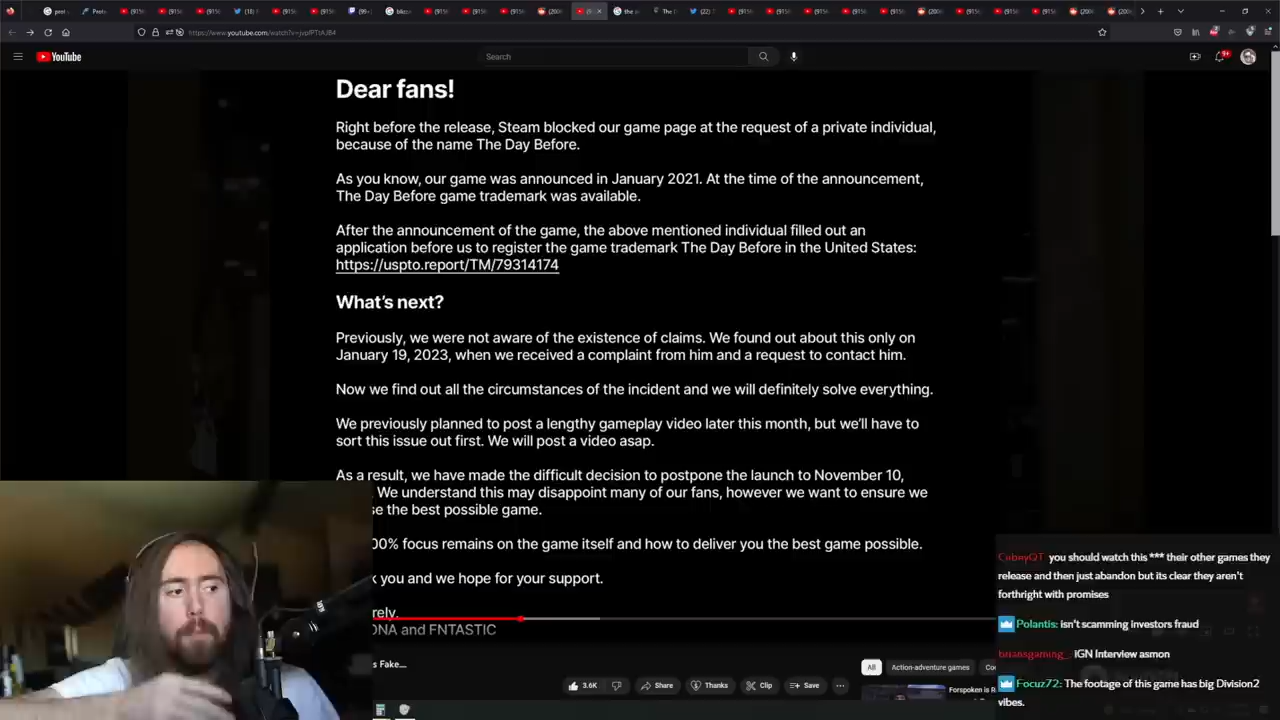 https://www.youtube.com/watch?v=jvpfPTtAJB4
YouTube
Search
9+
Dear fans!
Right before the release, Steam blocked our game page at the request of a private individual,
because of the name The Day Before.
As you know, our game was announced in January 2021. At the time of the announcement,
The Day Before game trademark was available.
After the announcement of the game, the above mentioned individual filled out an
application before us to register the game trademark The Day Before in the United States:
https://uspto.report/TM/79314174
What's next?
Previously, we were not aware of the existence of claims. We found out about this only on
January 19, 2023, when we received a complaint from him and a request to contact him.
Now we find out all the circumstances of the incident and we will definitely solve everything.
We previously planned to post a lengthy gameplay video later this month, but we'll have to
sort this issue out first. We will post a video asap.
As a result, we have made the difficult decision to postpone the launch to November 10,
We understand this may disappoint many of our fans, however we want to ensure we
se the best possible game.
00% focus remains on the game itself and how to deliver you the best game possible.
k you and we hope for your support.
rely,
DNA and FNTASTIC
CubeyQT: you should watch this *** their other games they
release and then just abandon but its clear they aren't
forthright with promises
Polantis: isn't scamming investors fraud
briansgaming_: IGN Interview asmon
Focuz72: The footage of this game has big Division2
vibes.
s Fake...
3.6K
Share
Thanks
Clip
Save
All
Action-adventure games
Co
Forspoken is R